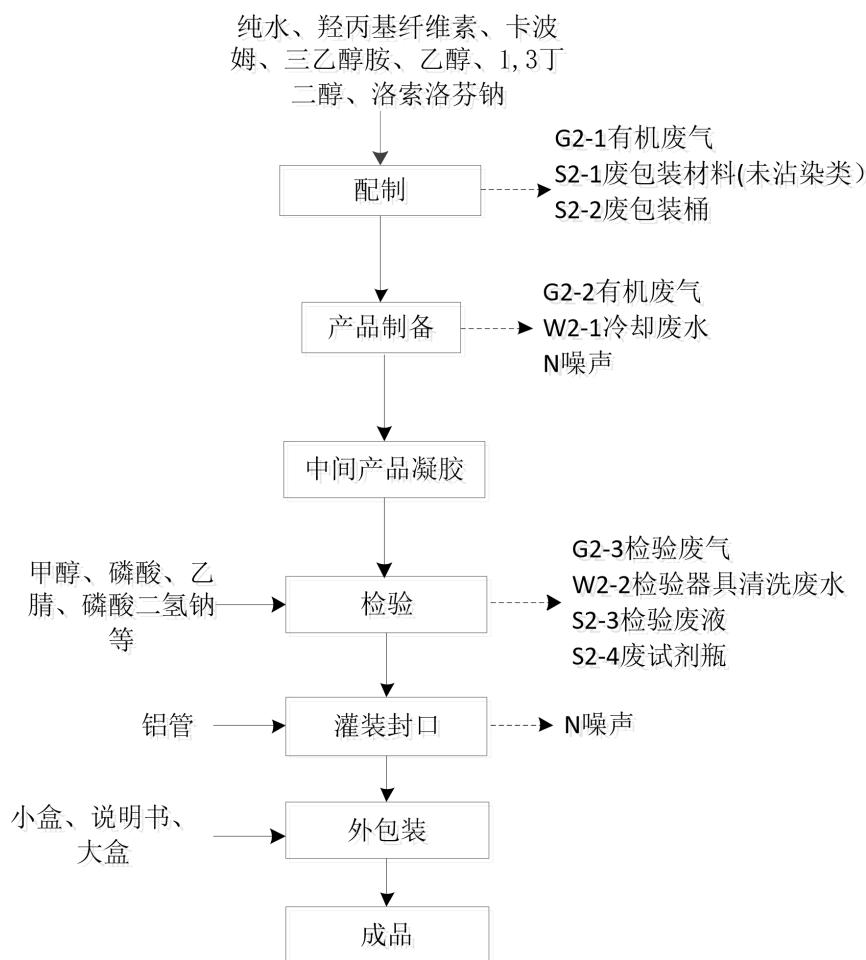 纯水、羟丙基纤维素、卡波
姆、三乙醇胺、乙醇、1,3丁
二醇、洛索洛芬钠
G2-1有机废气
S2-1废包装材料(未沾染类）
S2-2废包装桶
配制
G2-2有机废气
W2-1冷却废水
N噪声
产品制备
中间产品凝胶
甲醇、磷酸、乙
腈、磷酸二氢钠
等
检验
G2-3检验废气
W2-2检验器具清洗废水
S2-3检验废液
S2-4废试剂瓶
铝管
灌装封口
N噪声
小盒、说明书、
大盒
外包装
成品